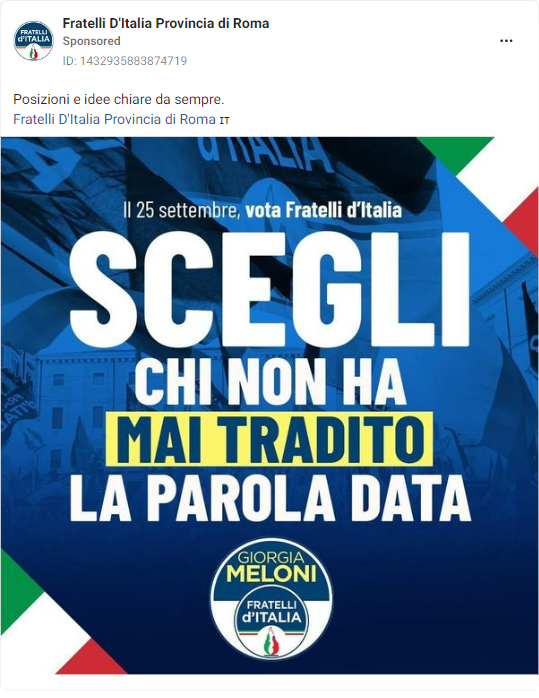 Fratelli D'Italia Provincia di Roma
Sponsored
ID: 1432935883874719
Posizioni e idee chiare da sempre.
Fratelli D'Italia Provincia di Roma IT
d'ITALIA
Il 25 settembre, vota Fratelli d'Italia
SCEGLI
CHI NON HA
MAI TRADITO
LA PAROLA DATA
GIORGIA
MELONI
FRATELLI
d'ITALIA